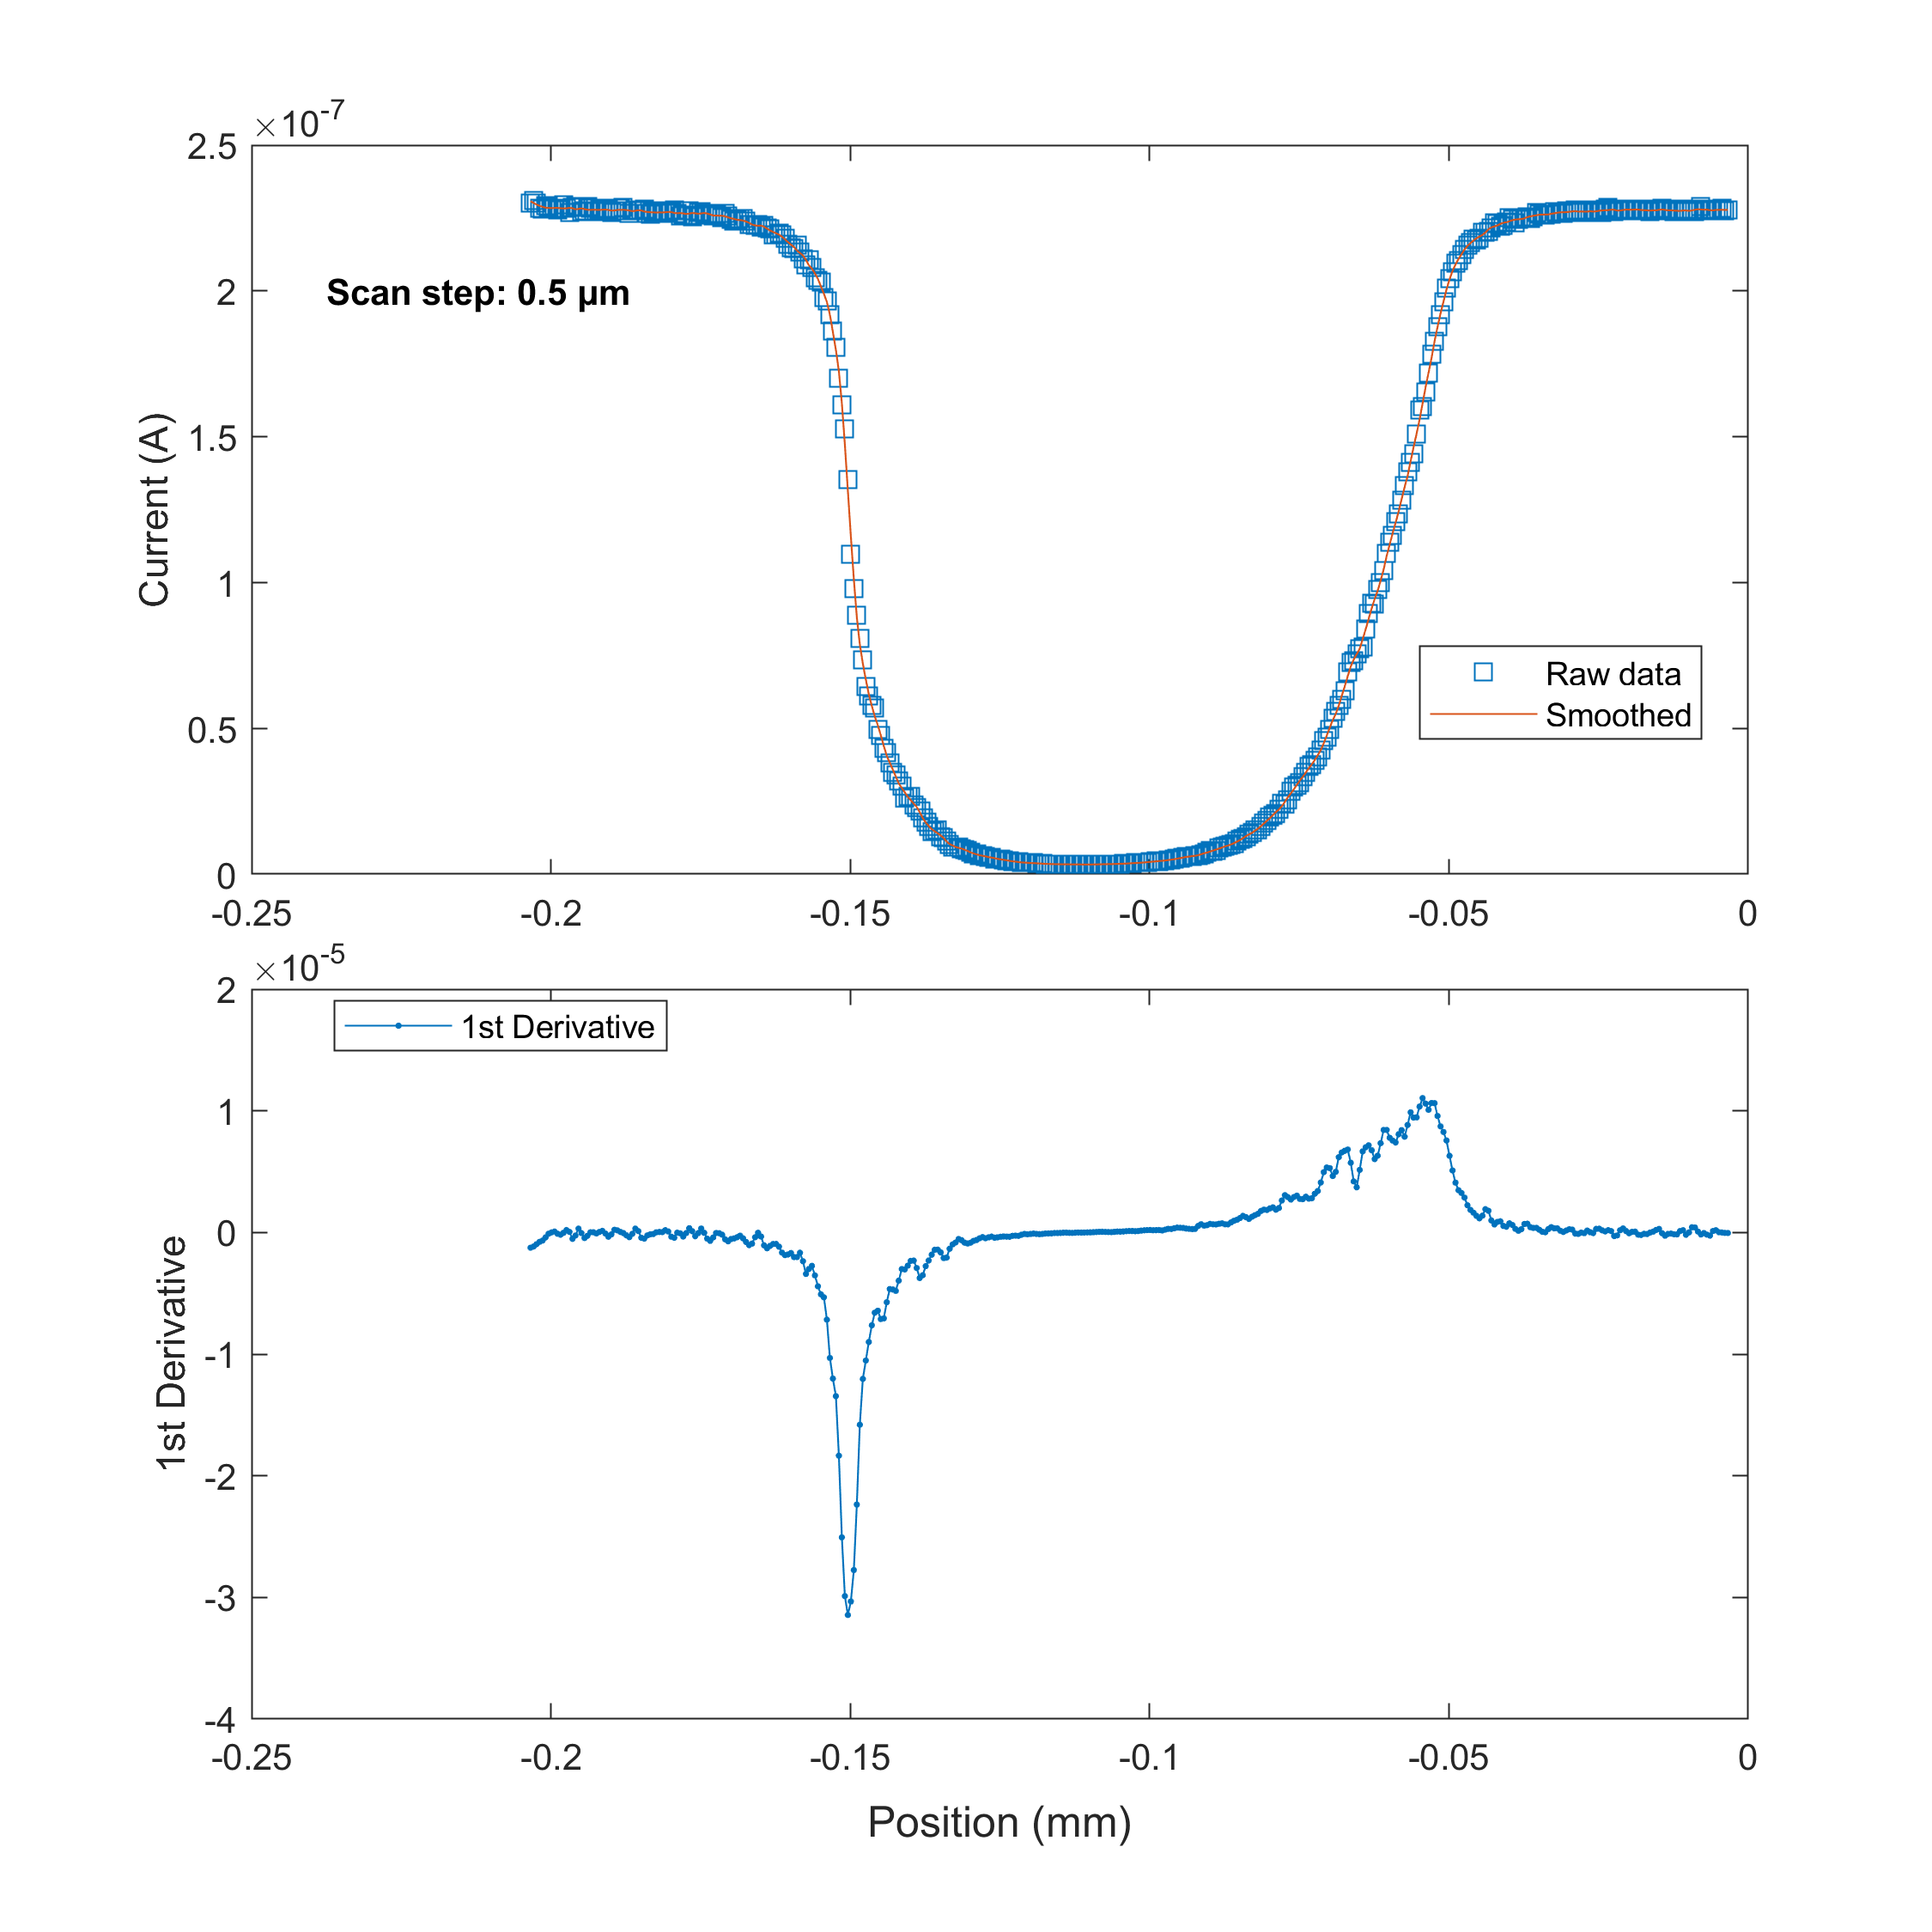 ×10-7
2.5
2
1.5
1
0.5
0
Current (A)
Scan step: 0.5 µm
Raw data
Smoothed
-0.25 -0.2 -0.15 -0.1 -0.05 0
×10-5
2
1
0
-1
-2
-3
-4
1st Derivative
1st Derivative
-0.25 -0.2 -0.15 -0.1 -0.05 0
Position (mm)